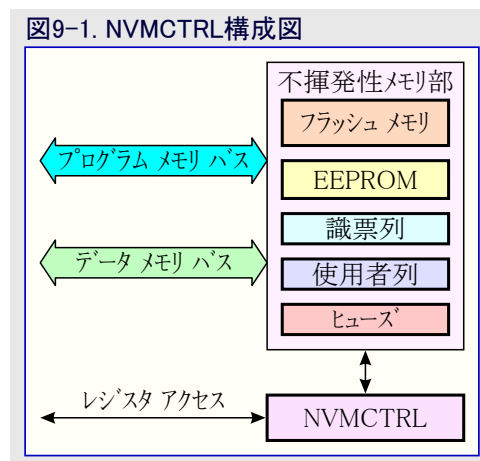 図9-1. NVMCTRL構成図
不揮発性メモリ部
フラッシュ メモリ
プログラム メモリ バス
EEPROM
識票列
データ メモリ バス
使用者列
ヒューズ
レジスタ アクセス
NVMCTRL